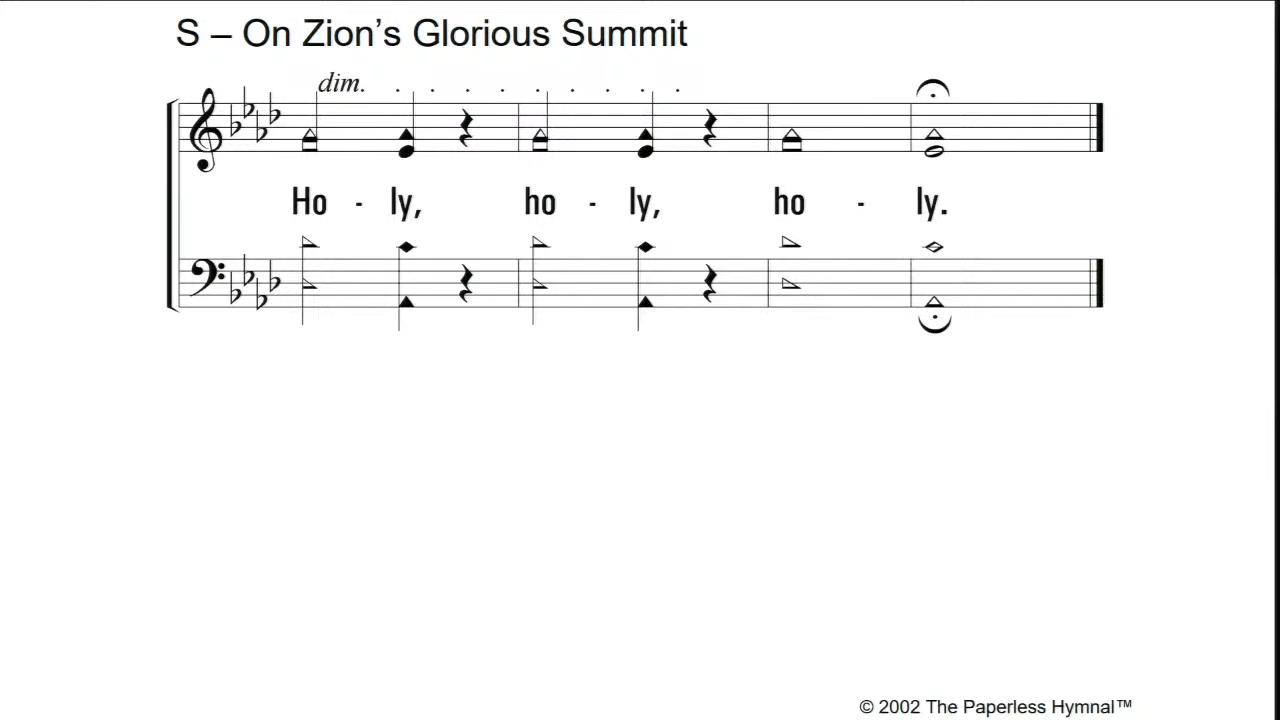 S – On Zion's Glorious Summit
dim. . . . . . . . . .
Ho - ly, ho - ly, ho - ly.
© 2002 The Paperless Hymnal™